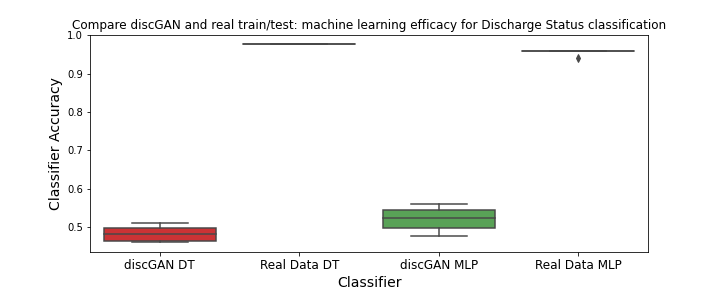 Compare discGAN and real train/test: machine learning efficacy for Discharge Status classification
1.0
0.9
0.8
0.7
0.6
0.5
Classifier Accuracy
discGAN DT
Real Data DT
discGAN MLP
Real Data MLP
Classifier